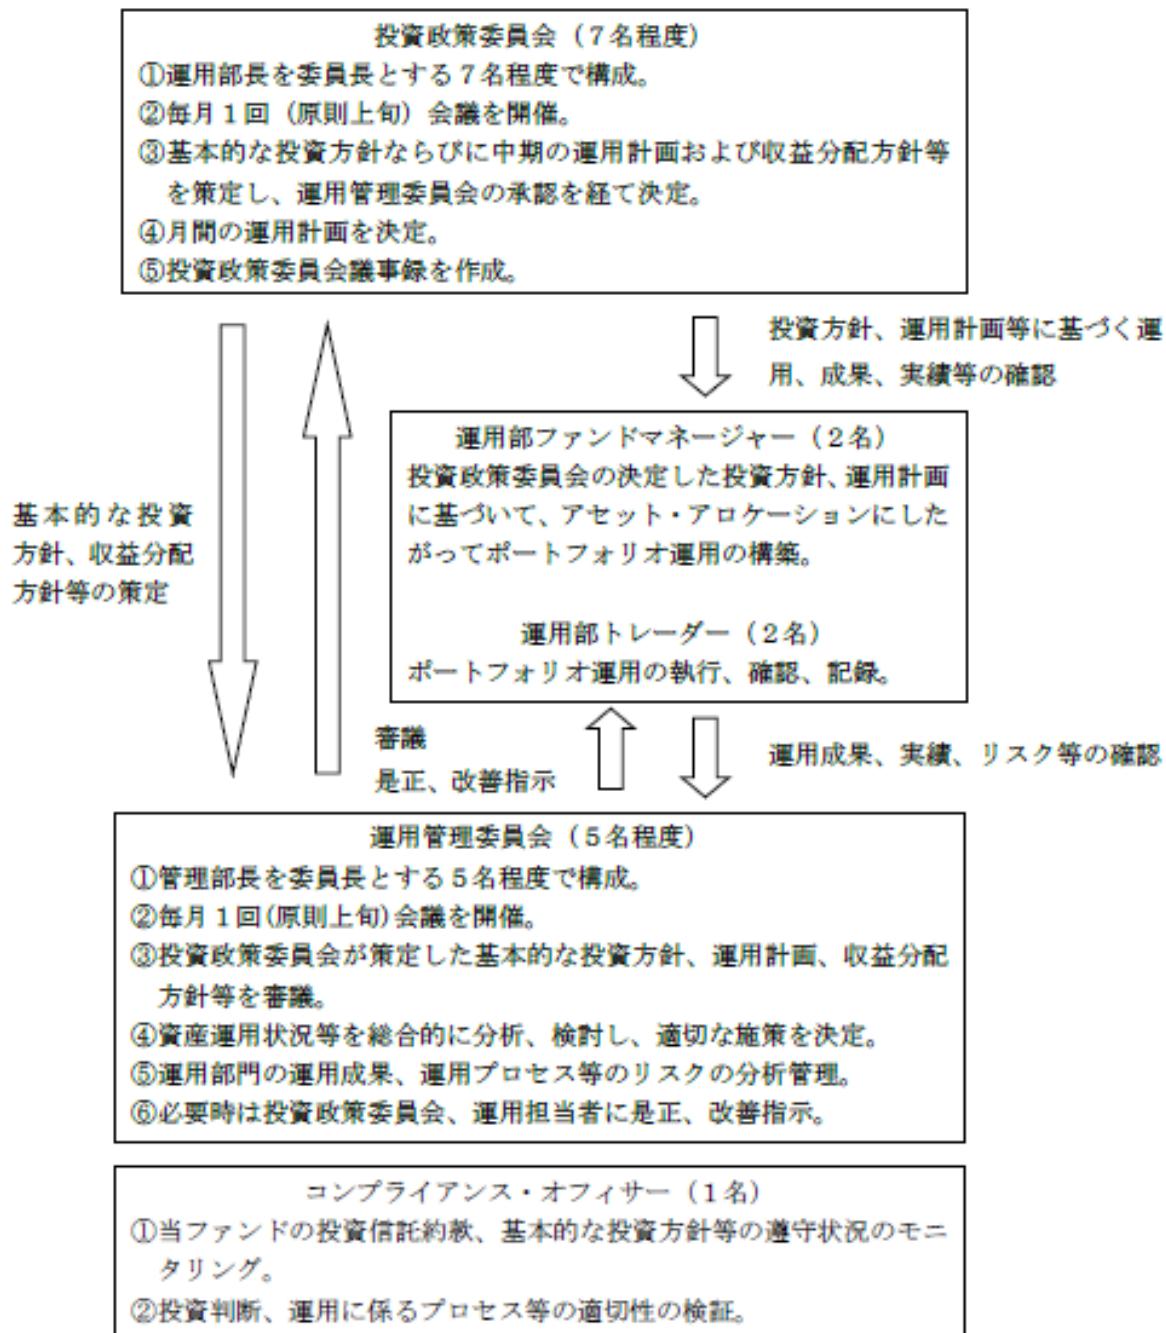 投資政策委員会（７名程度）
①運用部長を委員長とする７名程度で構成。
②毎月１回（原則上旬）会議を開催。
③基本的な投資方針ならびに中期の運用計画および収益分配方針等
を策定し、運用管理委員会の承認を経て決定。
④月間の運用計画を決定。
⑤投資政策委員会議事録を作成。
投資方針、運用計画等に基づく運
用、成果、実績等の確認
運用部ファンドマネージャー（２名）
投資政策委員会の決定した投資方針、運用計画
に基づいて、アセット・アロケーションにした
がってポートフォリオ運用の構築。
運用部トレーダー（２名）
ポートフォリオ運用の執行、確認、記録。
基本的な投資
方針、収益分配
方針等の策定
審議
是正、改善指示
運用成果、実績、リスク等の確認
運用管理委員会（５名程度）
①管理部長を委員長とする５名程度で構成。
②毎月１回(原則上旬)会議を開催。
③投資政策委員会が策定した基本的な投資方針、運用計画、収益分配
方針等を審議。
④資産運用状況等を総合的に分析、検討し、適切な施策を決定。
⑤運用部門の運用成果、運用プロセス等のリスクの分析管理。
⑥必要時は投資政策委員会、運用担当者に是正、改善指示。
コンプライアンス・オフィサー（１名）
①当ファンドの投資信託約款、基本的な投資方針等の遵守状況のモニ
タリング。
②投資判断、運用に係るプロセス等の適切性の検証。